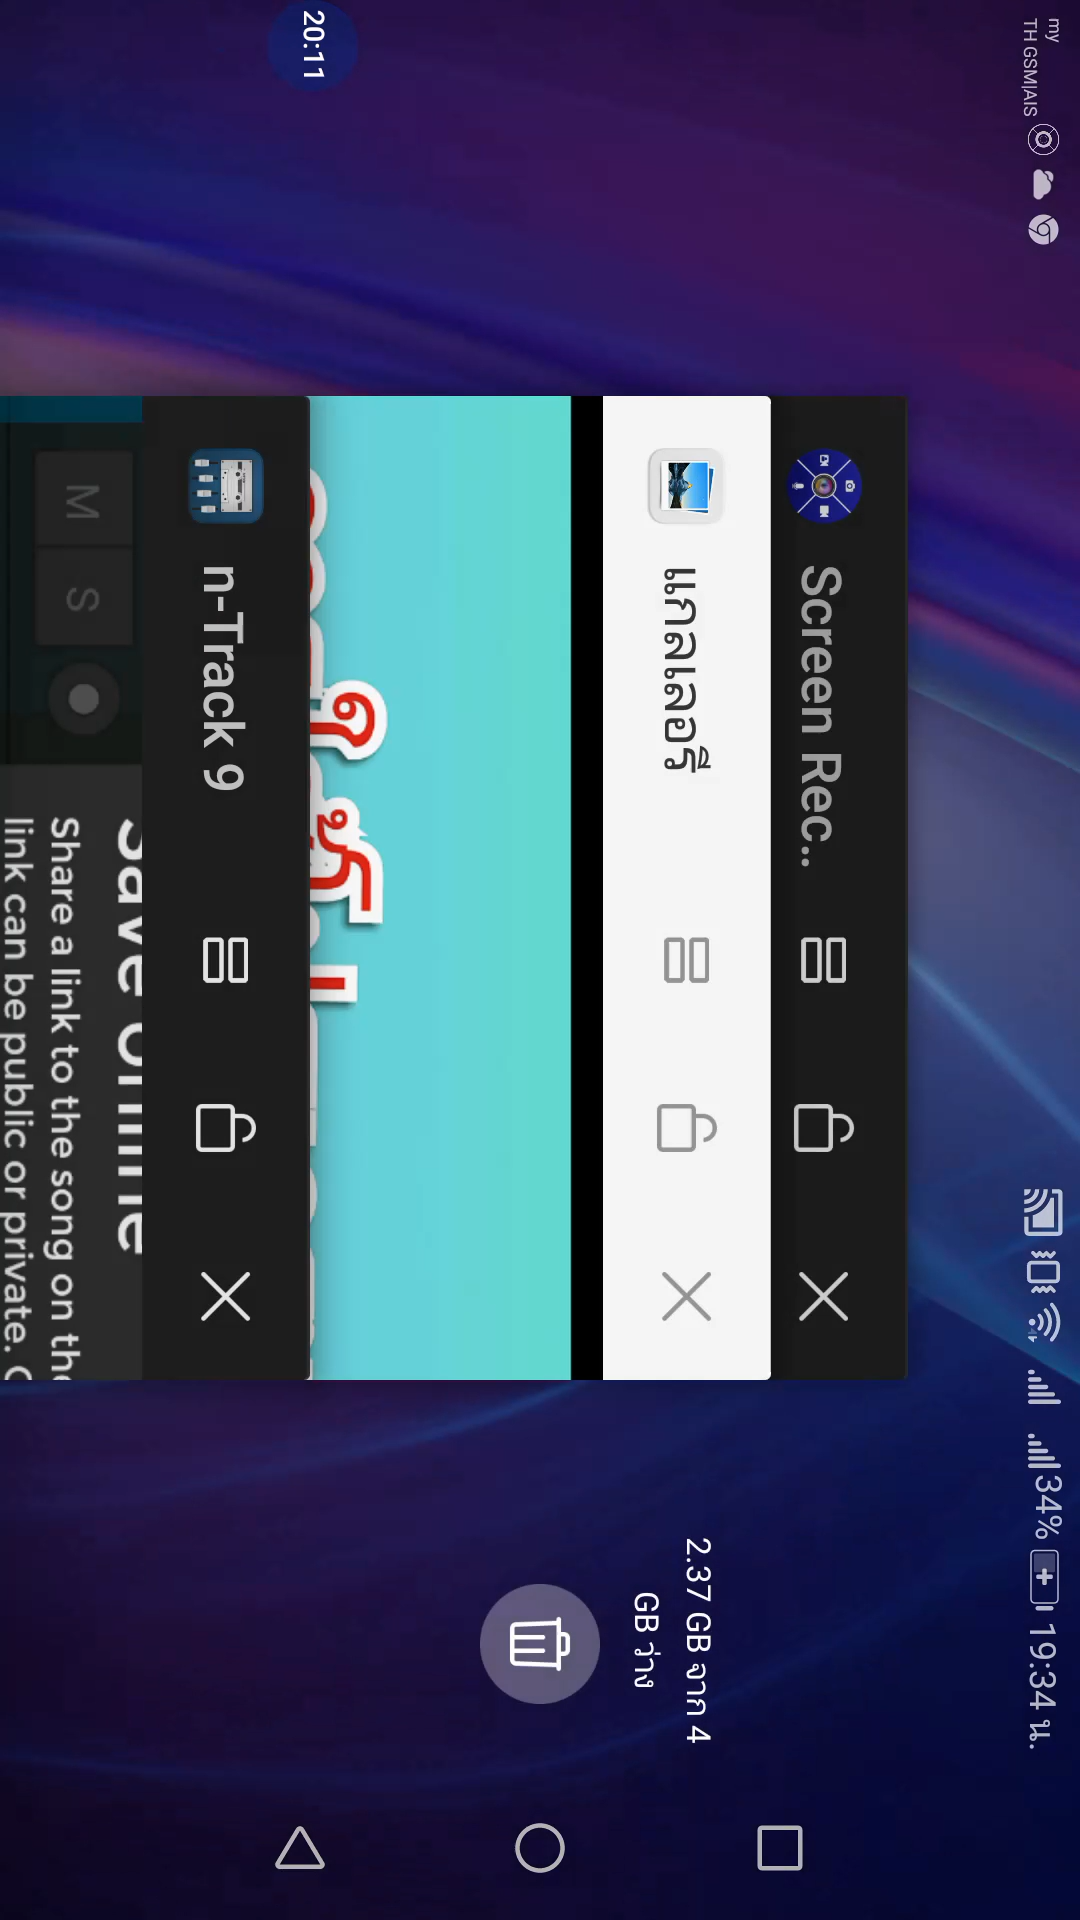 my
TH GSM|AIS
34%
19:34 น.
20:11
Screen Rec..
แกลเลอรี
n-Track 9
M
S
Save online
Share a link to the song on the
link can be public or private.
2.37 GB จาก 4
GB ว่าง